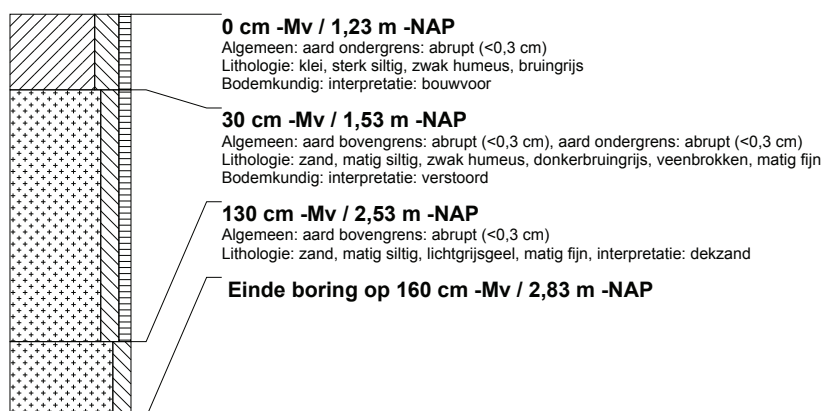 0 cm -Mv / 1,23 m -NAP
Algemeen: aard ondergrens: abrupt (<0,3 cm)
Lithologie: klei, sterk siltig, zwak humeus, bruingrijs
Bodemkundig: interpretatie: bouwvoor
30 cm -Mv / 1,53 m -NAP
Algemeen: aard bovengrens: abrupt (<0,3 cm), aard ondergrens: abrupt (<0,3 cm)
Lithologie: zand, matig siltig, zwak humeus, donkerbruingrijs, veenbrokken, matig fijn
Bodemkundig: interpretatie: verstoord
130 cm -Mv / 2,53 m -NAP
Algemeen: aard bovengrens: abrupt (<0,3 cm)
Lithologie: zand, matig siltig, lichtgrijsgeel, matig fijn, interpretatie: dekzand
Einde boring op 160 cm -Mv / 2,83 m -NAP